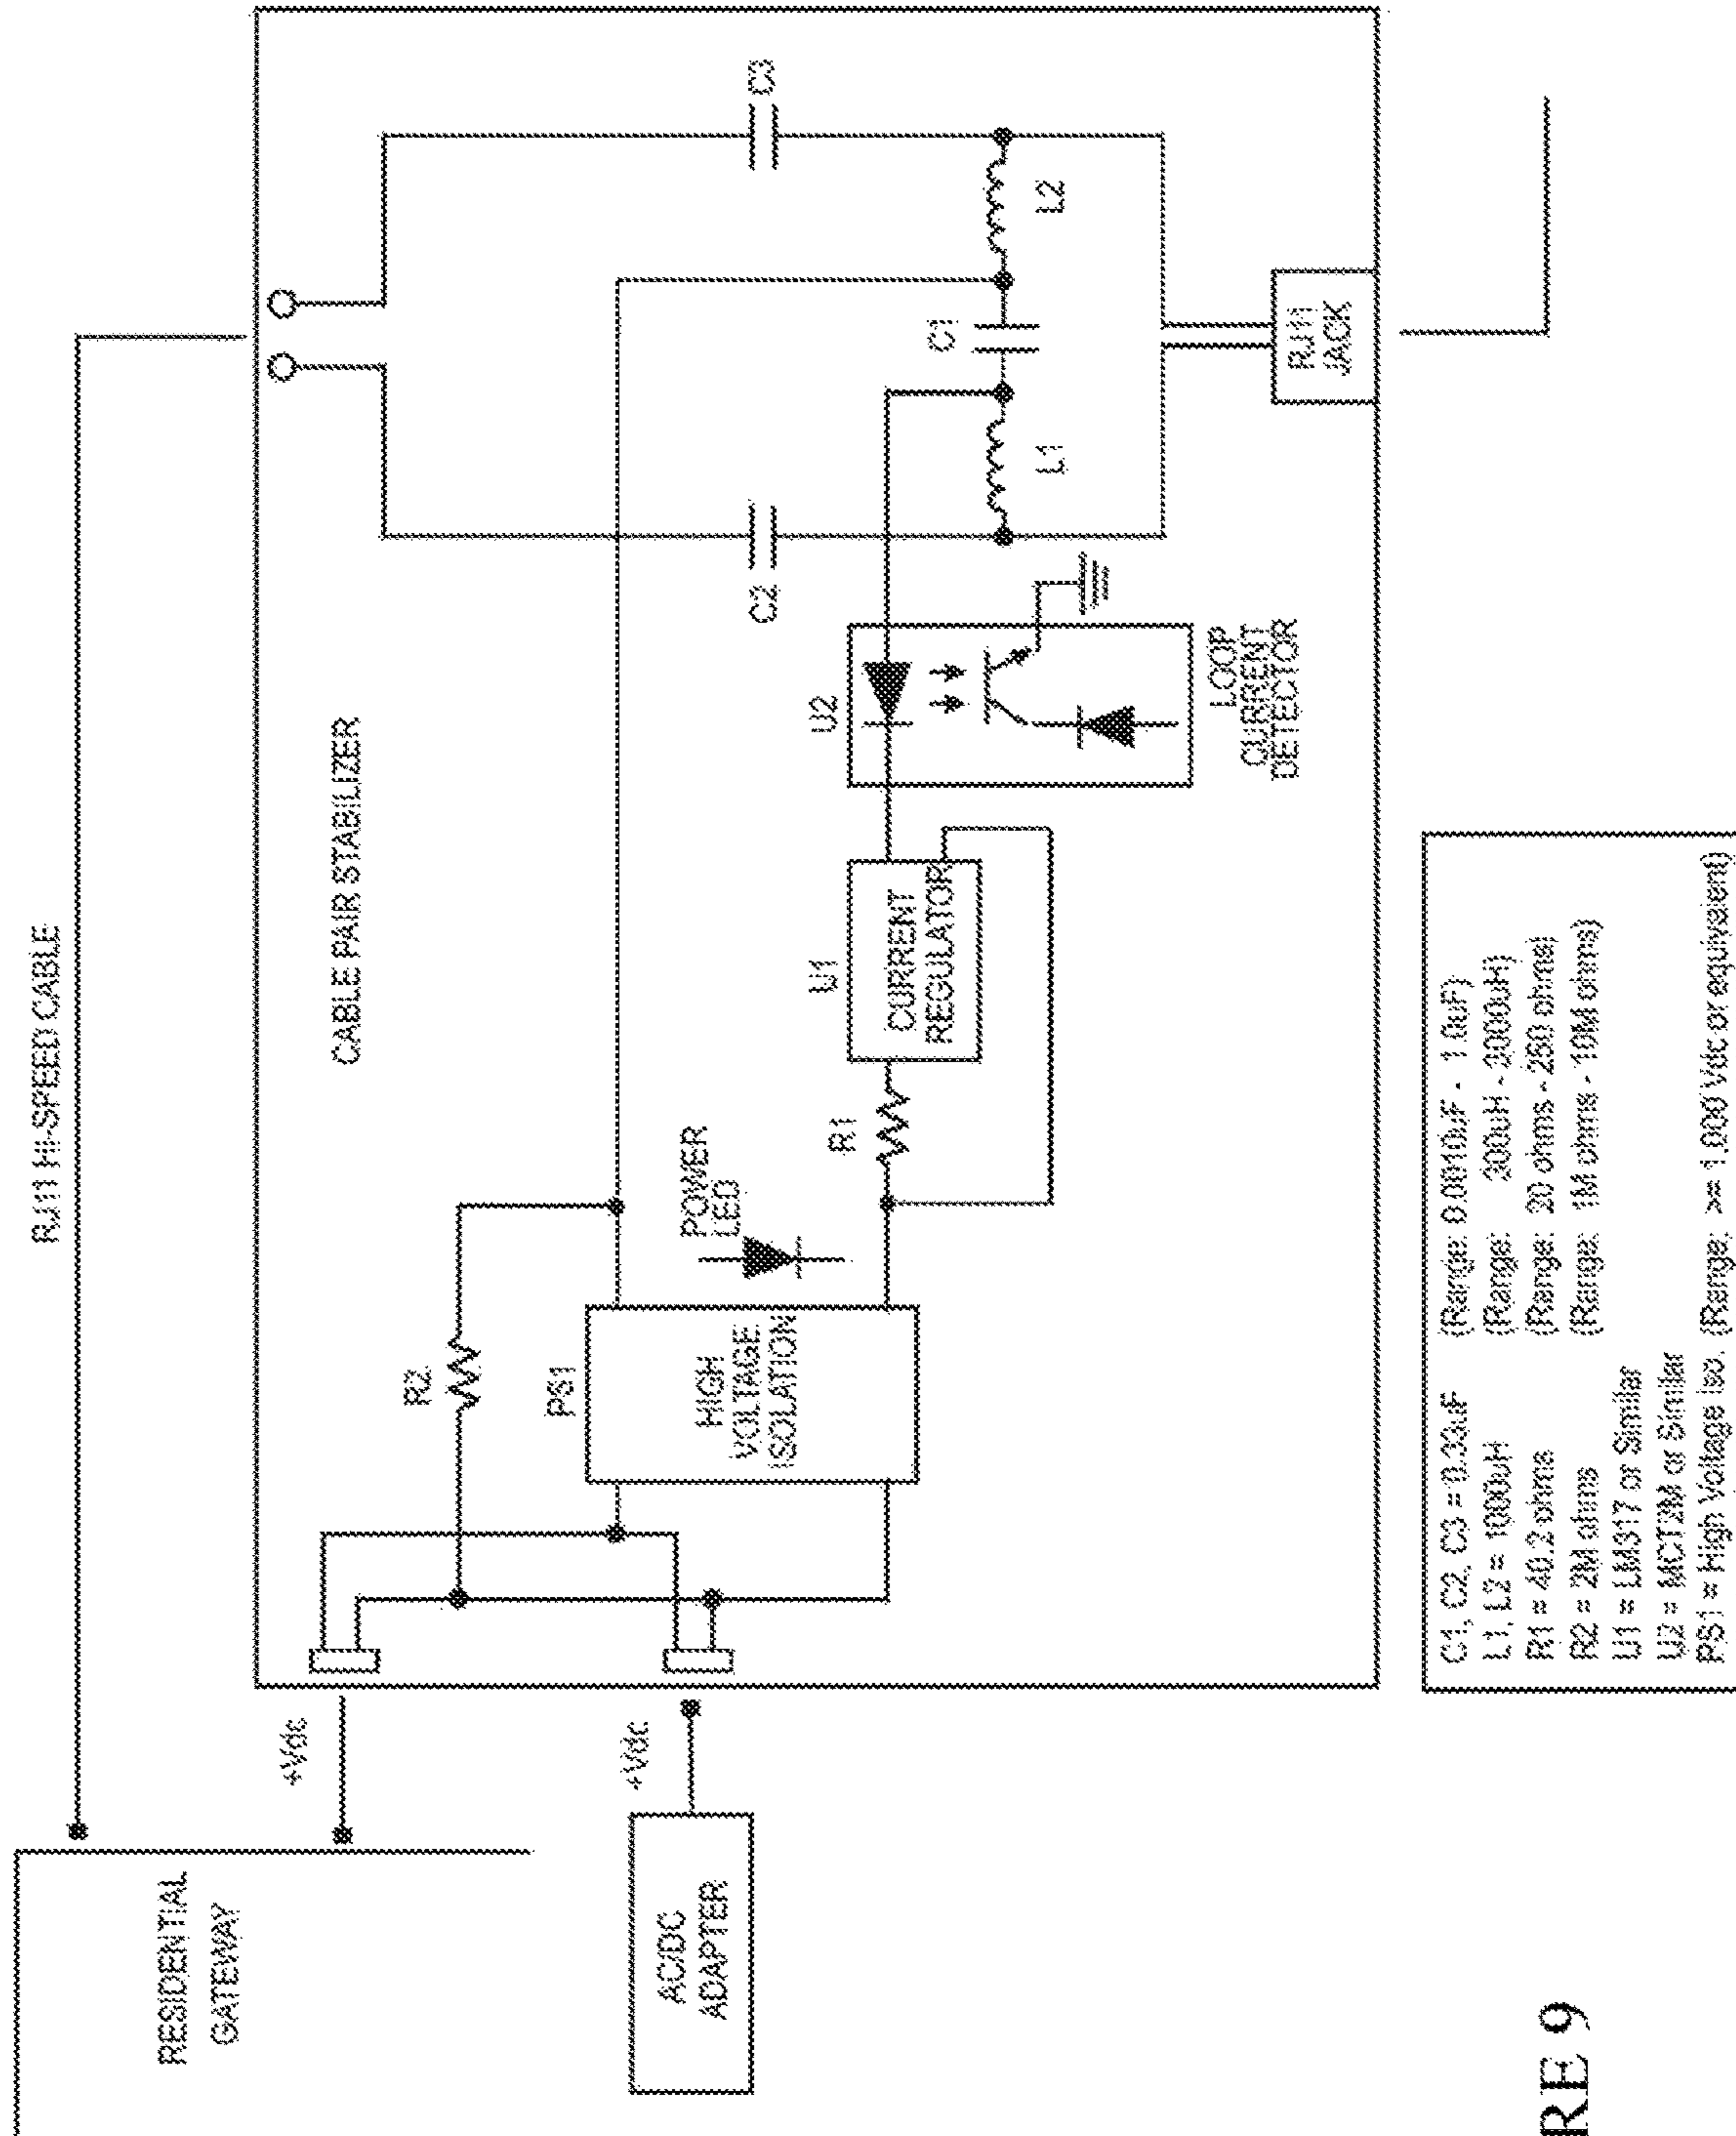 RJ11 HI-SPEED CABLE
RESIDENTIAL
GATEWAY
+Vdc
AC/DC
ADAPTER
+Vdc
CABLE PAIR STABILIZER
R2
PS1
HIGH
VOLTAGE
ISOLATION
POWER
LED
R1
U1
CURRENT
REGULATOR
U2
LOOP
CURRENT
DETECTOR
C2
C3
C1
L1
L2
RJ11
JACK
C1, C2, C3 = 0.33uF (Range: 0.0010uF - 1.0uF)
L1, L2 = 1000uH (Range: 300uH - 3000uH)
R1 = 40.2 ohms (Range: 20 ohms - 250 ohms)
R2 = 2M ohms (Range: 1M ohms - 10M ohms)
U1 = LM317 or Similar
U2 = MCT2M or Similar
PS1 = High Voltage Iso. (Range: >= 1,000 Vdc or equivalent)
RE 9